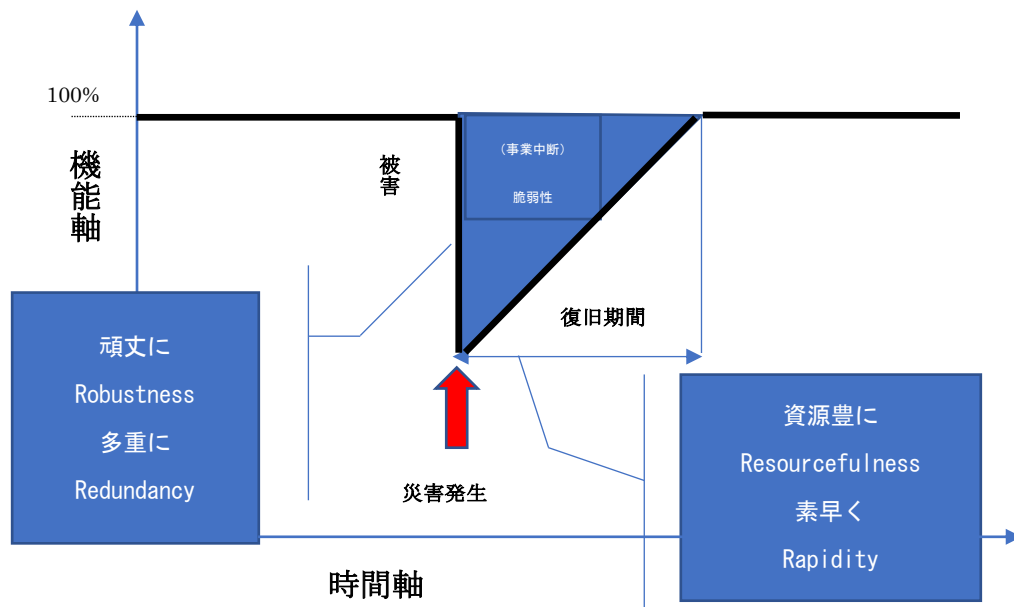 100%
機能軸
被害
（事業中断）
脆弱性
復旧期間
頑丈に
Robustness
多重に
Redundancy
災害発生
資源豊に
Resourcefulness
素早く
Rapidity
時間軸